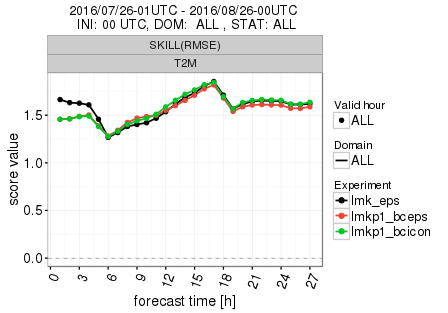 2016/07/26-01UTC - 2016/08/26-00UTC
INI: 00 UTC, DOM: ALL , STAT: ALL
SKILL(RMSE)
T2M
score value
1.5
1.0
0.5
0.0
0 3 6 9 12 15 18 21 24 27
forecast time [h]
Valid hour
ALL
Domain
ALL
Experiment
lmk_eps
lmkp1_bceps
lmkp1_bcicon